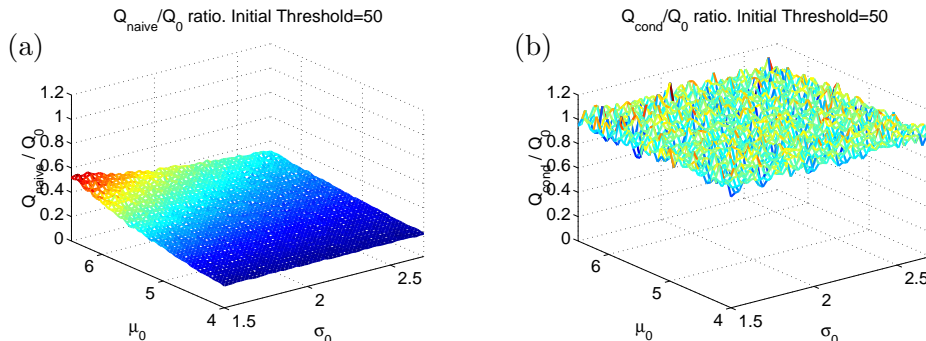 Q_naive/Q_0 ratio. Initial Threshold=50
(a)
1.2
1
0.8
0.6
0.4
0.2
0
Q_naive / Q_0
6
5
4
μ_0
1.5
2
2.5
σ_0
Q_cond/Q_0 ratio. Initial Threshold=50
(b)
1.2
1
0.8
0.6
0.4
0.2
0
Q_cond / Q_0
6
5
4
μ_0
1.5
2
2.5
σ_0